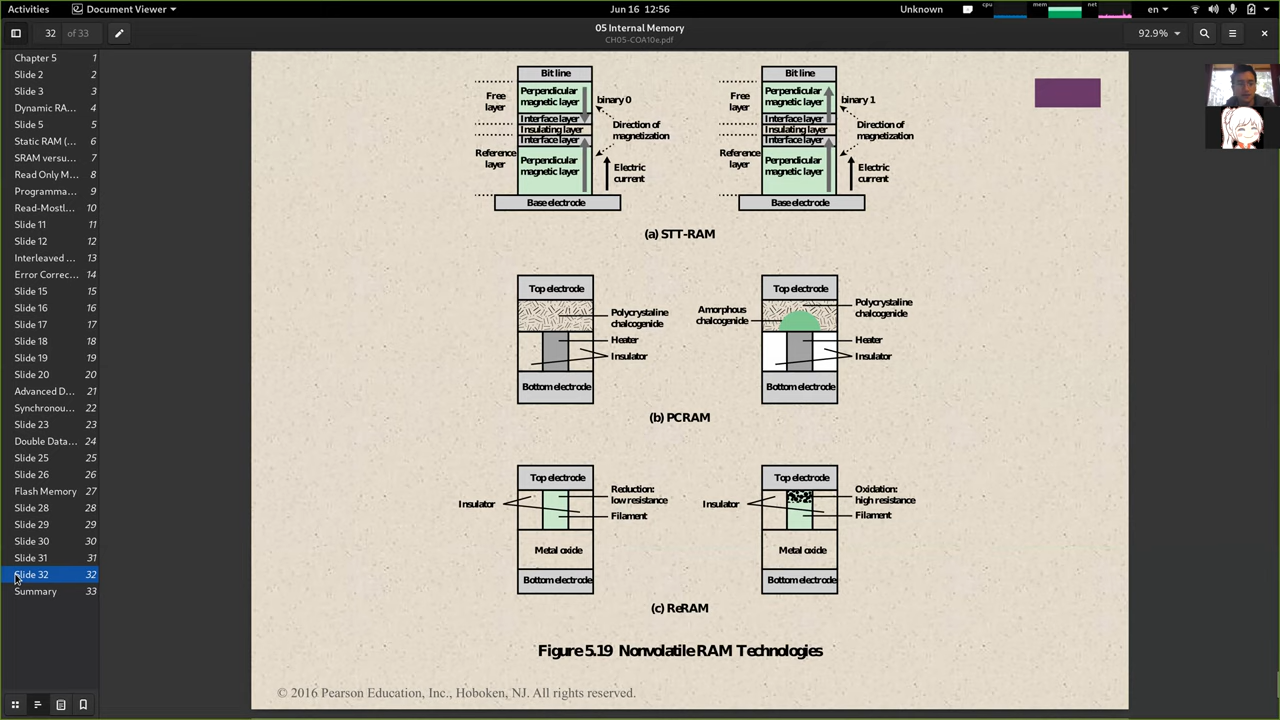 Activities Document Viewer Jun 16 12:56 Unknown cpu mem net en
32 of 33 05 Internal Memory 92.9%
CH05-COA10e.pdf
Chapter 5 1
Slide 2 2
Slide 3 3
Dynamic RA... 4
Slide 5 5
Static RAM (... 6
SRAM versu... 7
Read Only M... 8
Programma... 9
Read-Mostl... 10
Slide 11 11
Slide 12 12
Interleaved ... 13
Error Correc... 14
Slide 15 15
Slide 16 16
Slide 17 17
Slide 18 18
Slide 19 19
Slide 20 20
Advanced D... 21
Synchronou... 22
Slide 23 23
Double Data... 24
Slide 25 25
Slide 26 26
Flash Memory 27
Slide 28 28
Slide 29 29
Slide 30 30
Slide 31 31
Slide 32 32
Summary 33
Bit line
Free
layer
Perpendicular
magnetic layer
binary 0
Interface layer
Insulating layer
Interface layer
Direction of
magnetization
Reference
layer
Perpendicular
magnetic layer
Electric
current
Base electrode
Bit line
Free
layer
Perpendicular
magnetic layer
binary 1
Interface layer
Insulating layer
Interface layer
Direction of
magnetization
Reference
layer
Perpendicular
magnetic layer
Electric
current
Base electrode
(a) STT-RAM
Top electrode
Polycrystaline
chalcogenide
Heater
Insulator
Bottom electrode
Top electrode
Amorphous
chalcogenide
Polycrystaline
chalcogenide
Heater
Insulator
Bottom electrode
(b) PCRAM
Top electrode
Insulator
Reduction:
low resistance
Filament
Metal oxide
Bottom electrode
Top electrode
Insulator
Oxidation:
high resistance
Filament
Metal oxide
Bottom electrode
(c) ReRAM
Figure 5.19 Nonvolatile RAM Technologies
© 2016 Pearson Education, Inc., Hoboken, NJ. All rights reserved.